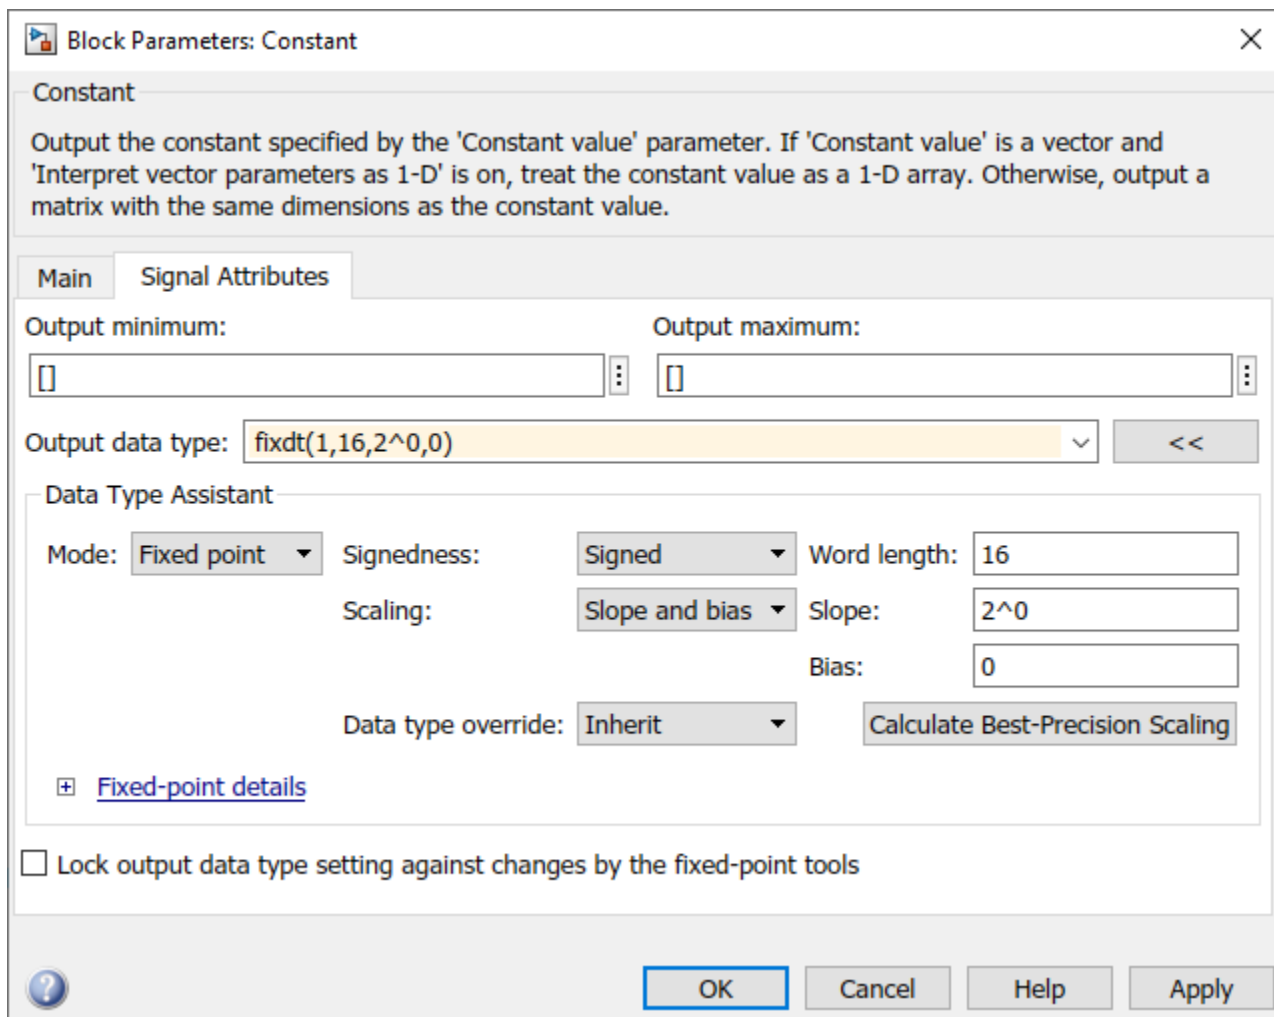 Block Parameters: Constant
Constant
Output the constant specified by the 'Constant value' parameter. If 'Constant value' is a vector and
'Interpret vector parameters as 1-D' is on, treat the constant value as a 1-D array. Otherwise, output a
matrix with the same dimensions as the constant value.
Main Signal Attributes
Output minimum: Output maximum:
[] []
Output data type: fixdt(1,16,2^0,0) <<
Data Type Assistant
Mode: Fixed point Signedness: Signed Word length: 16
Scaling: Slope and bias Slope: 2^0
Bias: 0
Data type override: Inherit Calculate Best-Precision Scaling
Fixed-point details
Lock output data type setting against changes by the fixed-point tools
? OK Cancel Help Apply